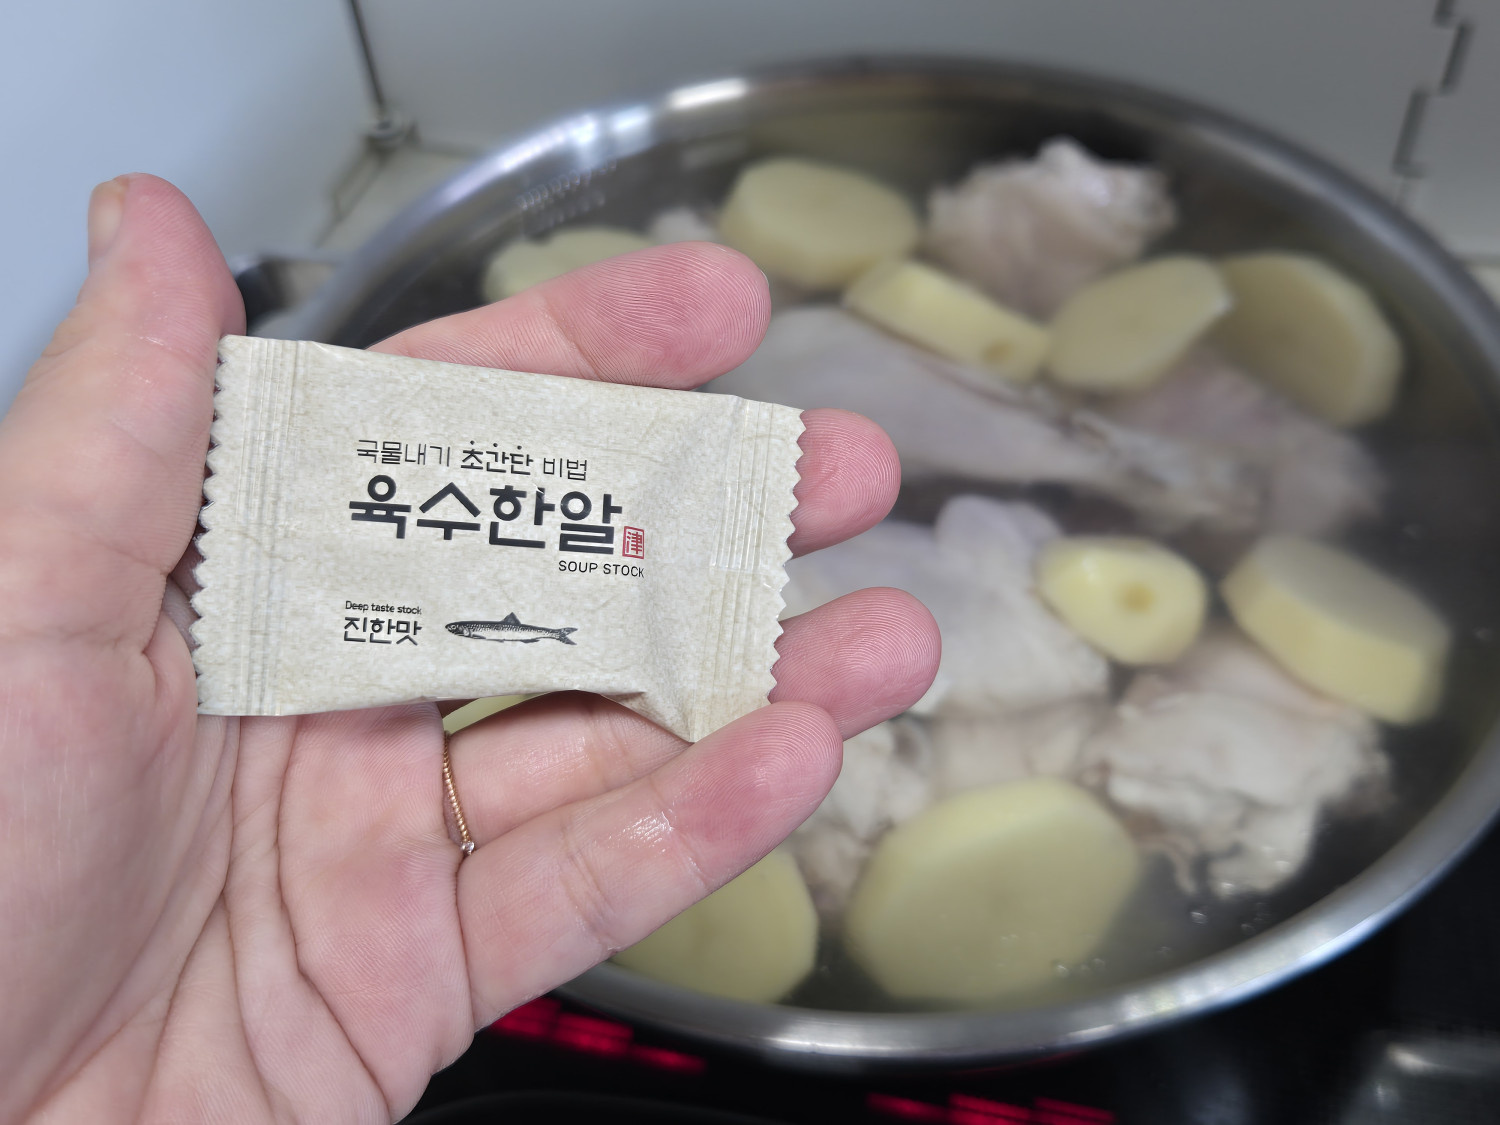 국물내기 초간단 비법
육수한알 津
SOUP STOCK
Deep taste stock
진한맛